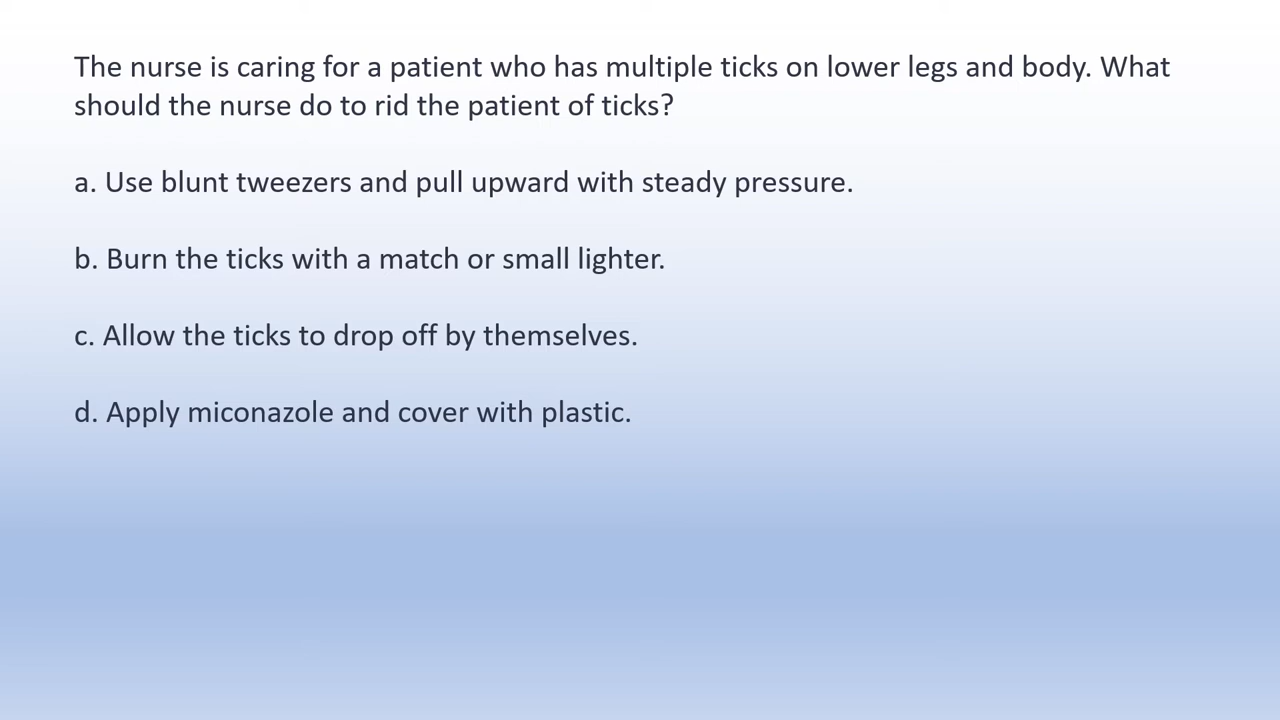 The nurse is caring for a patient who has multiple ticks on lower legs and body. What
should the nurse do to rid the patient of ticks?
a. Use blunt tweezers and pull upward with steady pressure.
b. Burn the ticks with a match or small lighter.
c. Allow the ticks to drop off by themselves.
d. Apply miconazole and cover with plastic.